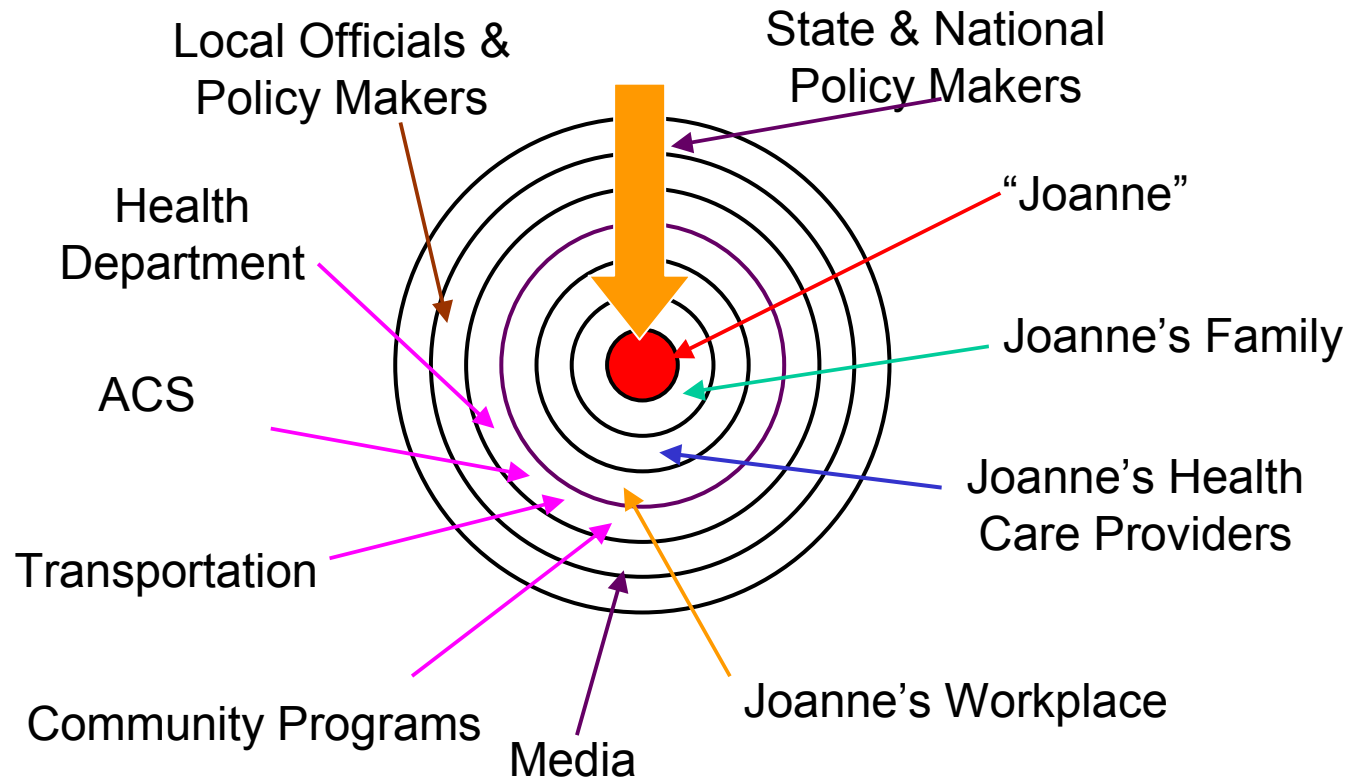 Local Officials &
Policy Makers
State & National
Policy Makers
Health
Department
“Joanne”
ACS
Joanne’s Family
Joanne’s Health
Care Providers
Transportation
Community Programs
Joanne’s Workplace
Media